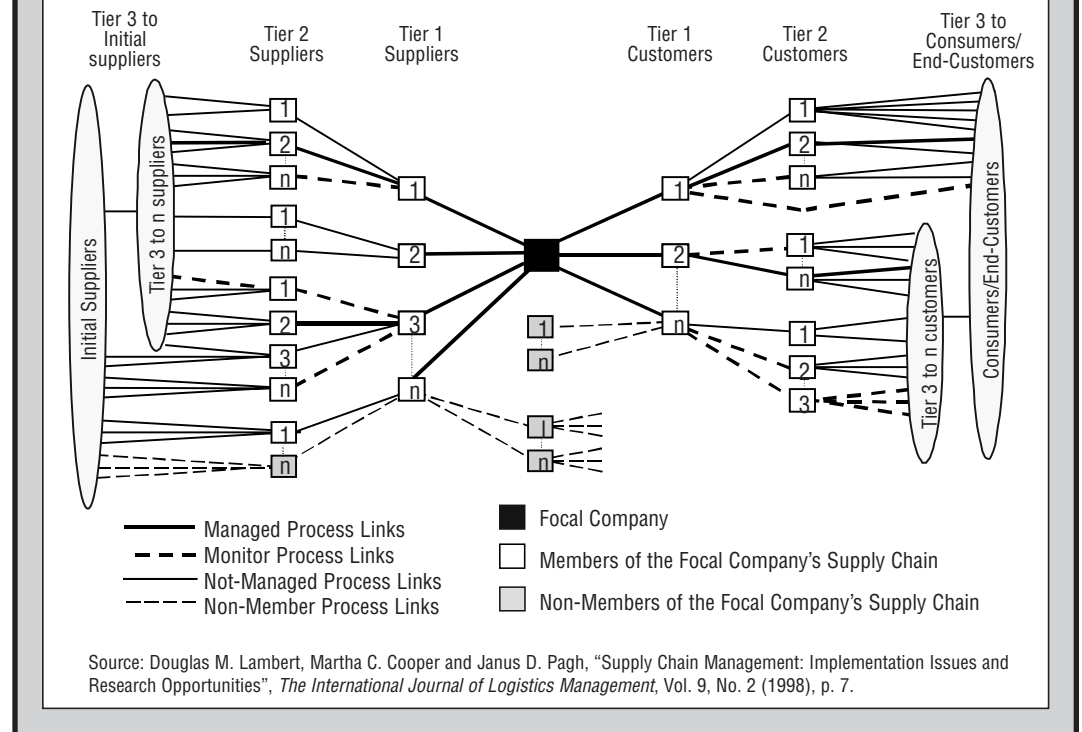 Tier 3 to
Initial
suppliers
Tier 2
Suppliers
Tier 1
Suppliers
Tier 1
Customers
Tier 2
Customers
Tier 3 to
Consumers/
End-Customers
Initial Suppliers
Tier 3 to n suppliers
1
2
n
1
n
1
2
3
n
1
n
1
2
3
n
1
n
1
n
1
2
n
1
2
n
1
n
1
2
3
Tier 3 to n customers
Consumers/End-Customers
Managed Process Links
Monitor Process Links
Not-Managed Process Links
Non-Member Process Links
Focal Company
Members of the Focal Company’s Supply Chain
Non-Members of the Focal Company’s Supply Chain
Source: Douglas M. Lambert, Martha C. Cooper and Janus D. Pagh, “Supply Chain Management: Implementation Issues and
Research Opportunities”, The International Journal of Logistics Management, Vol. 9, No. 2 (1998), p. 7.